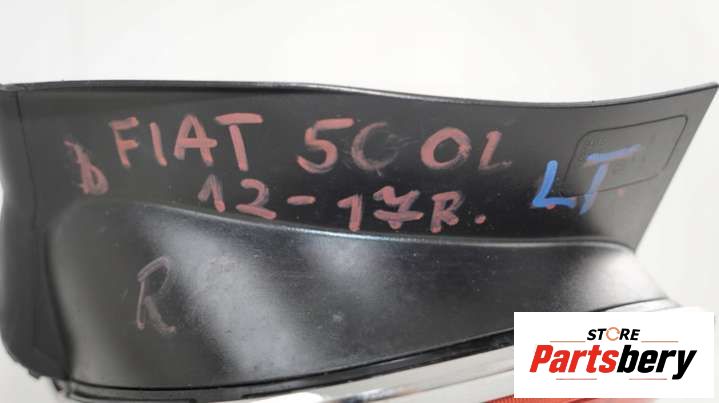 FIAT 500L
12-17R. LT.
R
STORE
Partsbery